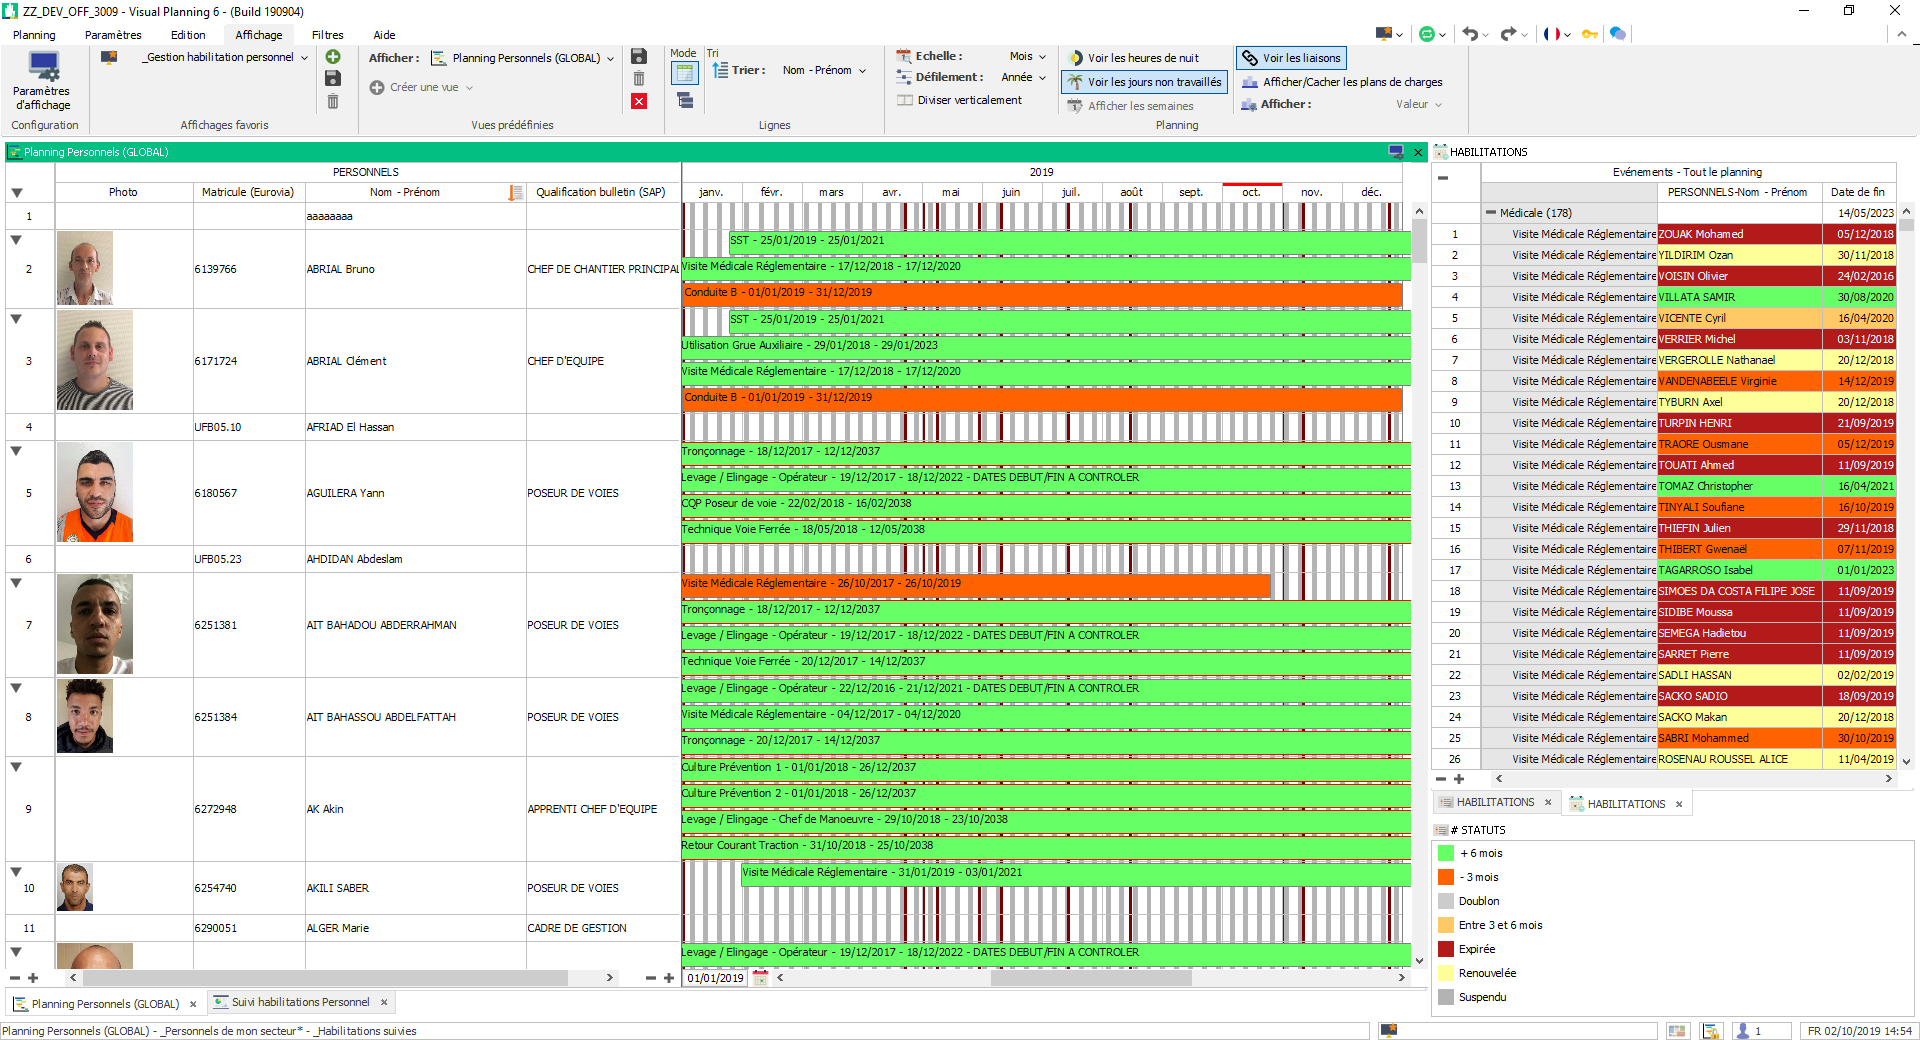 ZZ_DEV_OFF_3009 - Visual Planning 6 - (Build 190904)
Planning Paramètres Edition Affichage Filtres Aide
Paramètres d'affichage
Configuration
_Gestion habilitation personnel
Affichages favoris
Afficher : Planning Personnels (GLOBAL)
Créer une vue
Vues prédéfinies
Mode Tri
Trier : Nom - Prénom
Lignes
Echelle : Mois
Défilement : Année
Diviser verticalement
Voir les heures de nuit
Voir les jours non travaillés
Afficher les semaines
Voir les liaisons
Afficher/Cacher les plans de charges
Afficher : Valeur
Planning
Planning Personnels (GLOBAL)
PERSONNELS 2019
Photo Matricule (Eurovia) Nom - Prénom Qualification bulletin (SAP) janv. févr. mars avr. mai juin juil. août sept. oct. nov. déc.
1 aaaaaaaa
2 6139766 ABRIAL Bruno CHEF DE CHANTIER PRINCIPAL
SST - 25/01/2019 - 25/01/2021
Visite Médicale Réglementaire - 17/12/2018 - 17/12/2020
Conduite B - 01/01/2019 - 31/12/2019
3 6171724 ABRIAL Clément CHEF D'EQUIPE
SST - 25/01/2019 - 25/01/2021
Utilisation Grue Auxiliaire - 29/01/2018 - 29/01/2023
Visite Médicale Réglementaire - 17/12/2018 - 17/12/2020
Conduite B - 01/01/2019 - 31/12/2019
4 UFB05.10 AFRIAD El Hassan
5 6180567 AGUILERA Yann POSEUR DE VOIES
Tronçonnage - 18/12/2017 - 12/12/2037
Levage / Elingage - Opérateur - 19/12/2017 - 18/12/2022 - DATES DEBUT/FIN A CONTROLER
CQP Poseur de voie - 22/02/2018 - 16/02/2038
Technique Voie Ferrée - 18/05/2018 - 12/05/2038
6 UFB05.23 AHDIDAN Abdeslam
7 6251381 AIT BAHADOU ABDERRAHMAN POSEUR DE VOIES
Visite Médicale Réglementaire - 26/10/2017 - 26/10/2019
Tronçonnage - 18/12/2017 - 12/12/2037
Levage / Elingage - Opérateur - 19/12/2017 - 18/12/2022 - DATES DEBUT/FIN A CONTROLER
Technique Voie Ferrée - 20/12/2017 - 14/12/2037
8 6251384 AIT BAHASSOU ABDELFATTAH POSEUR DE VOIES
Levage / Elingage - Opérateur - 22/12/2016 - 21/12/2021 - DATES DEBUT/FIN A CONTROLER
Visite Médicale Réglementaire - 04/12/2017 - 04/12/2020
Tronçonnage - 20/12/2017 - 14/12/2037
9 6272948 AK Akin APPRENTI CHEF D'EQUIPE
Culture Prévention 1 - 01/01/2018 - 26/12/2037
Culture Prévention 2 - 01/01/2018 - 26/12/2037
Levage / Elingage - Chef de Manoeuvre - 29/10/2018 - 23/10/2038
Retour Courant Traction - 31/10/2018 - 25/10/2038
10 6254740 AKILI SABER POSEUR DE VOIES
Visite Médicale Réglementaire - 31/01/2019 - 03/01/2021
11 6290051 ALGER Marie CADRE DE GESTION
Levage / Elingage - Opérateur - 19/12/2017 - 18/12/2022 - DATES DEBUT/FIN A CONTROLER
01/01/2019
Planning Personnels (GLOBAL) Suivi habilitations Personnel
HABILITATIONS
Evénements - Tout le planning
PERSONNELS-Nom - Prénom Date de fin
Médicale (178) 14/05/2023
1 Visite Médicale Réglementaire ZOUAK Mohamed 05/12/2018
2 Visite Médicale Réglementaire YILDIRIM Ozan 30/11/2018
3 Visite Médicale Réglementaire VOISIN Olivier 24/02/2016
4 Visite Médicale Réglementaire VILLATA SAMIR 30/08/2020
5 Visite Médicale Réglementaire VICENTE Cyril 16/04/2020
6 Visite Médicale Réglementaire VERRIER Michel 03/11/2018
7 Visite Médicale Réglementaire VERGEROLLE Nathanael 20/12/2018
8 Visite Médicale Réglementaire VANDENABEELE Virginie 14/12/2019
9 Visite Médicale Réglementaire TYBURN Axel 20/12/2018
10 Visite Médicale Réglementaire TURPIN HENRI 21/09/2019
11 Visite Médicale Réglementaire TRAORE Ousmane 05/12/2019
12 Visite Médicale Réglementaire TOUATI Ahmed 11/09/2019
13 Visite Médicale Réglementaire TOMAZ Christopher 16/04/2021
14 Visite Médicale Réglementaire TINYALI Soufiane 16/10/2019
15 Visite Médicale Réglementaire THIEFIN Julien 29/11/2018
16 Visite Médicale Réglementaire THIBERT Gwenaël 07/11/2019
17 Visite Médicale Réglementaire TAGARROSO Isabel 01/01/2023
18 Visite Médicale Réglementaire SIMOES DA COSTA FILIPE JOSE 11/09/2019
19 Visite Médicale Réglementaire SIDIBE Moussa 11/09/2019
20 Visite Médicale Réglementaire SEMEGA Hadietou 11/09/2019
21 Visite Médicale Réglementaire SARRET Pierre 11/09/2019
22 Visite Médicale Réglementaire SADLI HASSAN 02/02/2019
23 Visite Médicale Réglementaire SACKO SADIO 18/09/2019
24 Visite Médicale Réglementaire SACKO Makan 20/12/2018
25 Visite Médicale Réglementaire SABRI Mohammed 30/10/2019
26 Visite Médicale Réglementaire ROSENAU ROUSSEL ALICE 11/04/2019
HABILITATIONS HABILITATIONS
# STATUTS
+ 6 mois
- 3 mois
Doublon
Entre 3 et 6 mois
Expirée
Renouvelée
Suspendu
Planning Personnels (GLOBAL) - _Personnels de mon secteur* - _Habilitations suivies
1 FR 02/10/2019 14:54